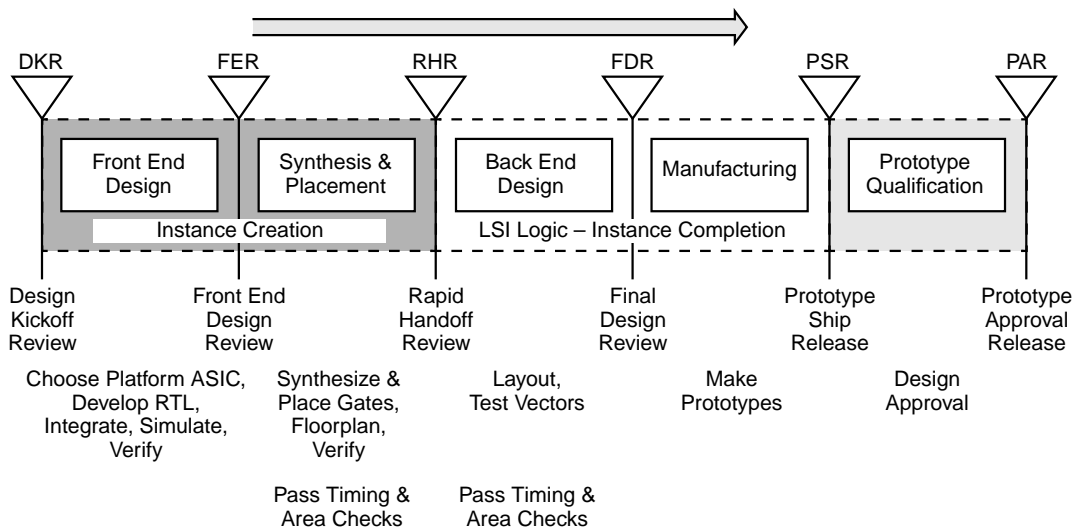 DKR
FER
RHR
FDR
PSR
PAR
Front End
Design
Synthesis &
Placement
Back End
Design
Manufacturing
Prototype
Qualification
Instance Creation
LSI Logic – Instance Completion
Design
Kickoff
Review
Front End
Design
Review
Rapid
Handoff
Review
Final
Design
Review
Prototype
Ship
Release
Prototype
Approval
Release
Choose Platform ASIC,
Develop RTL,
Integrate, Simulate,
Verify
Synthesize &
Place Gates,
Floorplan,
Verify
Layout,
Test Vectors
Make
Prototypes
Design
Approval
Pass Timing &
Area Checks
Pass Timing &
Area Checks